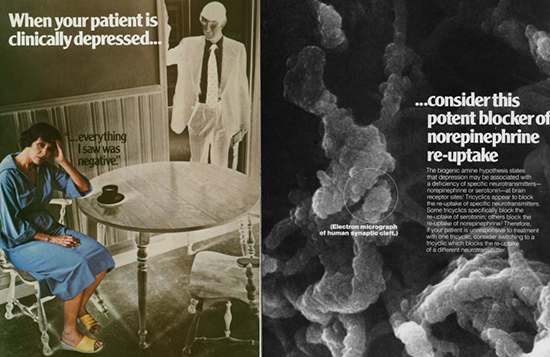 When your patient is
clinically depressed...
"...everything
I saw was
negative."
...consider this
potent blocker of
norepinephrine
re-uptake
The biogenic amine hypothesis states
that depression may be associated with
a deficiency of specific neurotransmitters—
norepinephrine or serotonin—at brain
receptor sites. Tricyclics appear to block
the re-uptake of specific neurotransmitters.
Some tricyclics specifically block the
re-uptake of serotonin; others block the
re-uptake of norepinephrine. Therefore,
if your patient is unresponsive to treatment
with one tricyclic, consider switching to a
tricyclic which blocks the re-uptake
of a different neurotransmitter.
(Electron micrograph
of human synaptic cleft.)